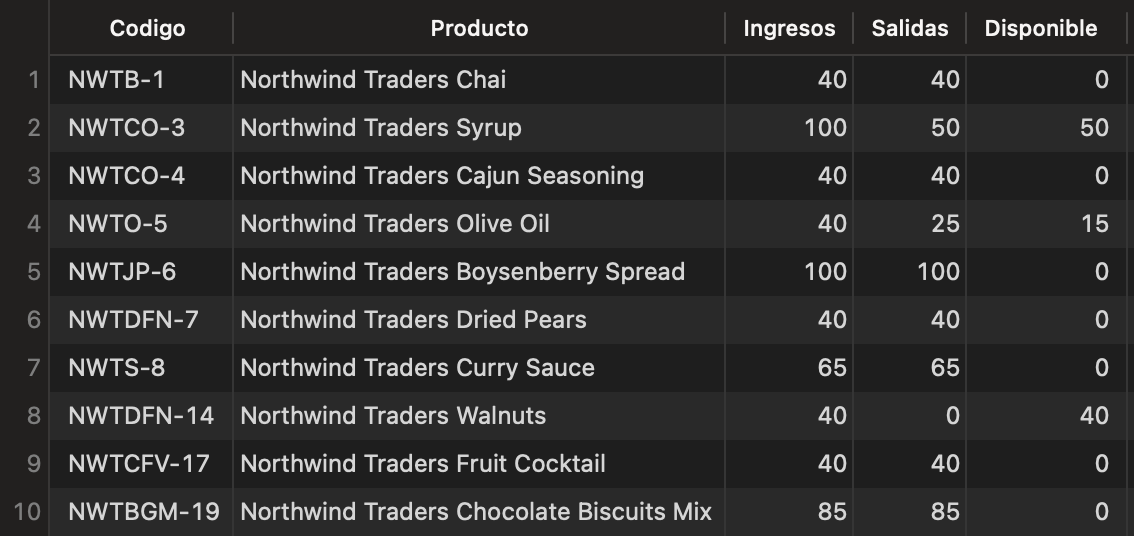 Codigo Producto Ingresos Salidas Disponible
1 NWTB-1 Northwind Traders Chai 40 40 0
2 NWTCO-3 Northwind Traders Syrup 100 50 50
3 NWTCO-4 Northwind Traders Cajun Seasoning 40 40 0
4 NWTO-5 Northwind Traders Olive Oil 40 25 15
5 NWTJP-6 Northwind Traders Boysenberry Spread 100 100 0
6 NWTDFN-7 Northwind Traders Dried Pears 40 40 0
7 NWTS-8 Northwind Traders Curry Sauce 65 65 0
8 NWTDFN-14 Northwind Traders Walnuts 40 0 40
9 NWTCFV-17 Northwind Traders Fruit Cocktail 40 40 0
10 NWTBGM-19 Northwind Traders Chocolate Biscuits Mix 85 85 0